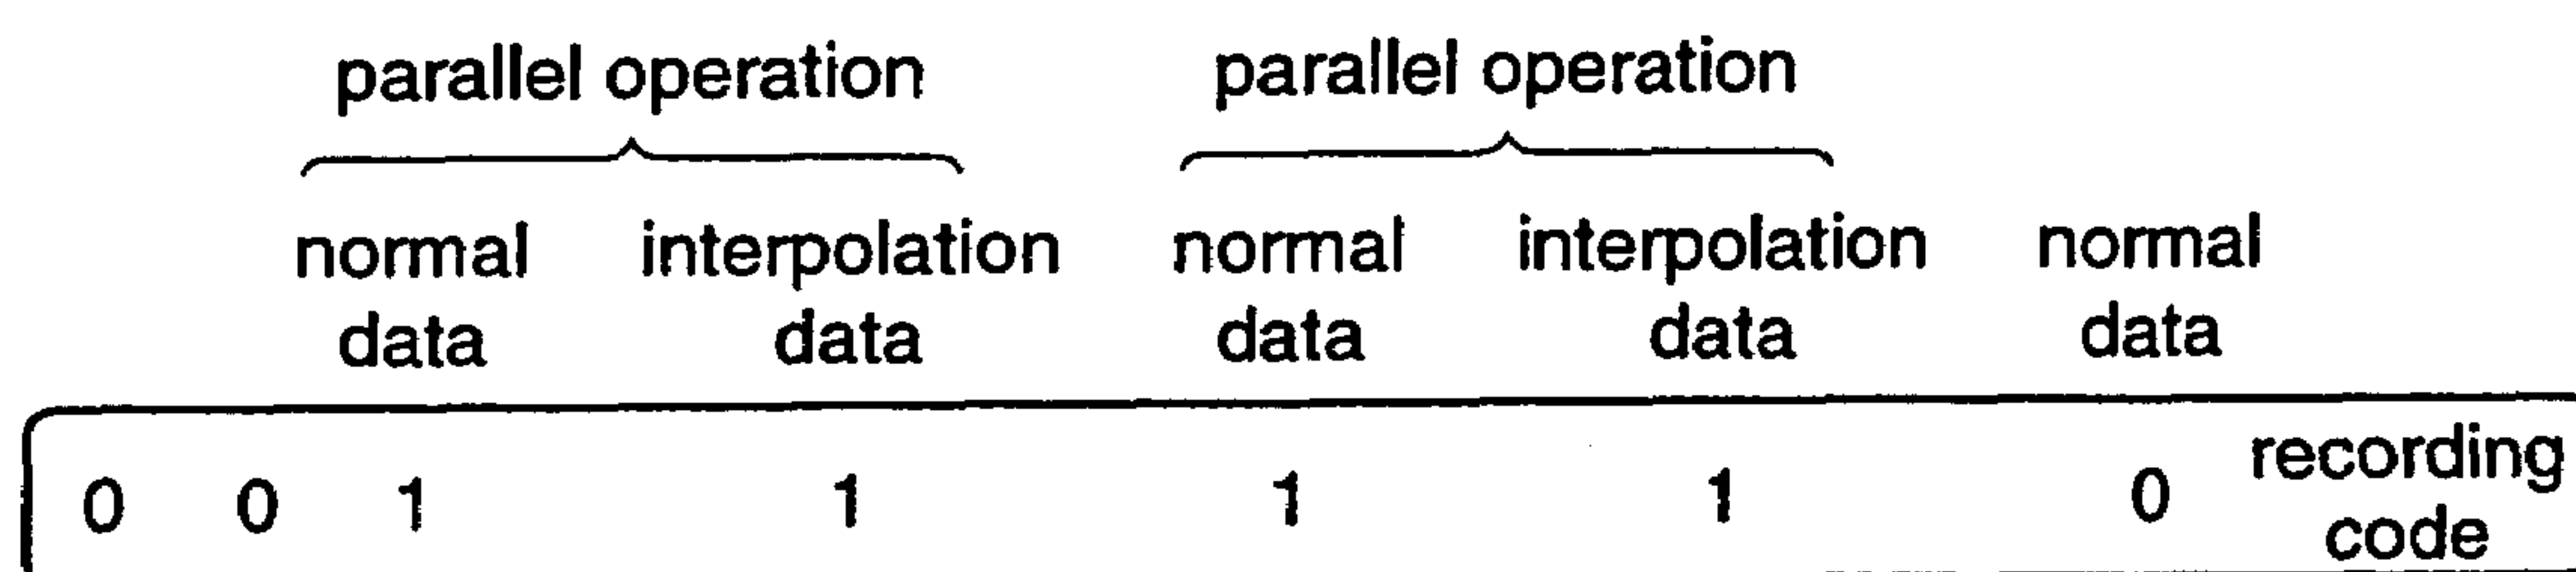 parallel operation parallel operation
normal interpolation normal interpolation normal
data data data data data
0 0 1 1 1 1 0 recording
code